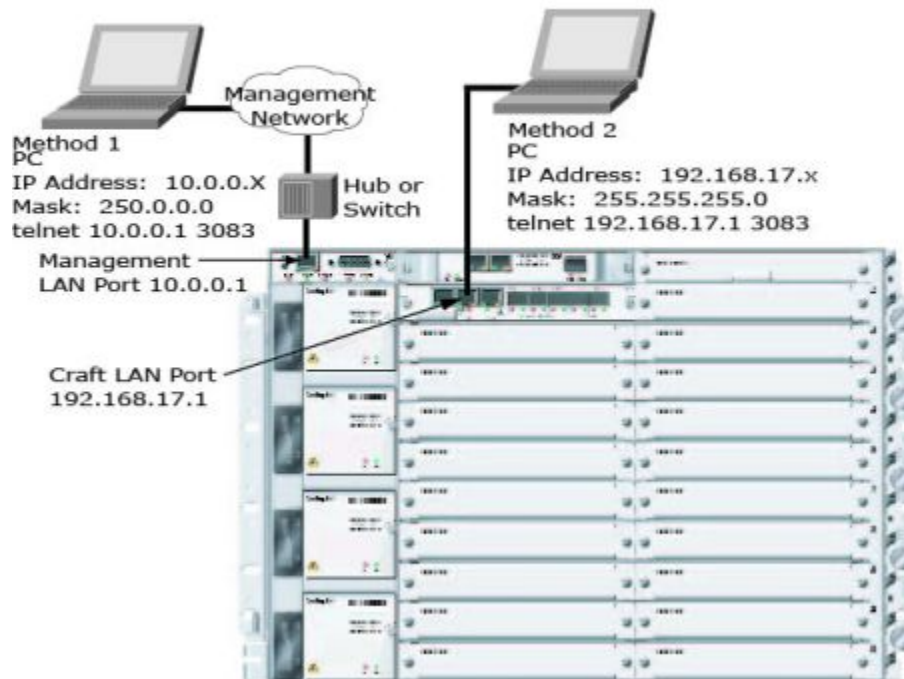 Management
Network
Method 1
PC
IP Address: 10.0.0.X
Mask: 250.0.0.0
telnet 10.0.0.1 3083
Hub or
Switch
Method 2
PC
IP Address: 192.168.17.x
Mask: 255.255.255.0
telnet 192.168.17.1 3083
Management
LAN Port 10.0.0.1
Craft LAN Port
192.168.17.1